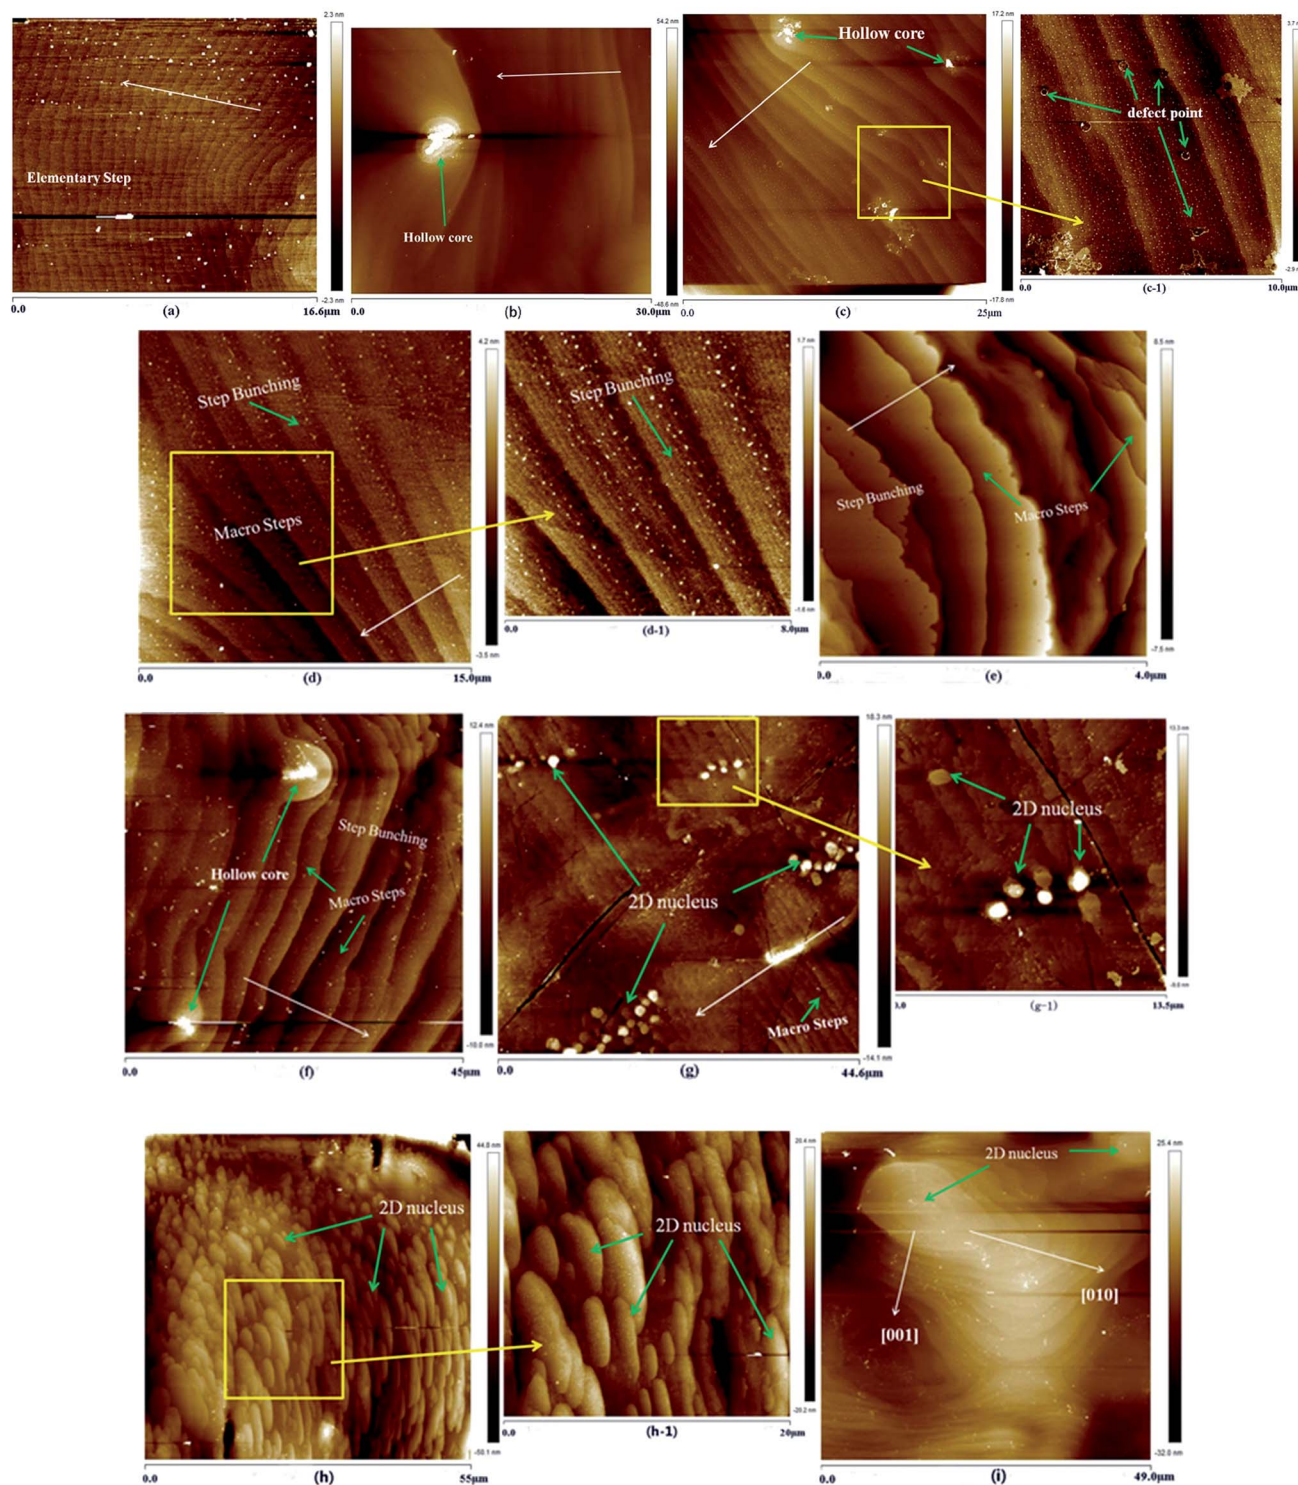 2.3 nm
Elementary Step
-2.3 nm
0.0
(a)
16.6μm
54.2 nm
Hollow core
-48.6 nm
0.0
(b)
30.0μm
17.2 nm
Hollow core
-17.8 nm
0.0
(c)
25μm
3.7 n
defect point
-2.9 n
0.0
(c-1)
10.0μm
4.2 nm
Step Bunching
Macro Steps
-3.5 nm
0.0
(d)
15.0μm
1.7 nm
Step Bunching
-1.6 nm
0.0
(d-1)
8.0μm
8.5 nm
Step Bunching
Macro Steps
-7.5 nm
0.0
(e)
4.0μm
12.4 nm
Step Bunching
Hollow core
Macro Steps
-10.0 nm
0.0
(f)
45μm
18.3 nm
2D nucleus
Macro Steps
-14.1 nm
0.0
(g)
44.6μm
2D nucleus
0.0
(g-1)
13.5μm
44.8 nm
2D nucleus
0.0
(h)
55μm
20.4 nm
2D nucleus
-20.2 nm
0.0
(h-1)
20μm
25.4 nm
2D nucleus
[010]
[001]
-32.8 nm
0.0
(i)
49.0μm